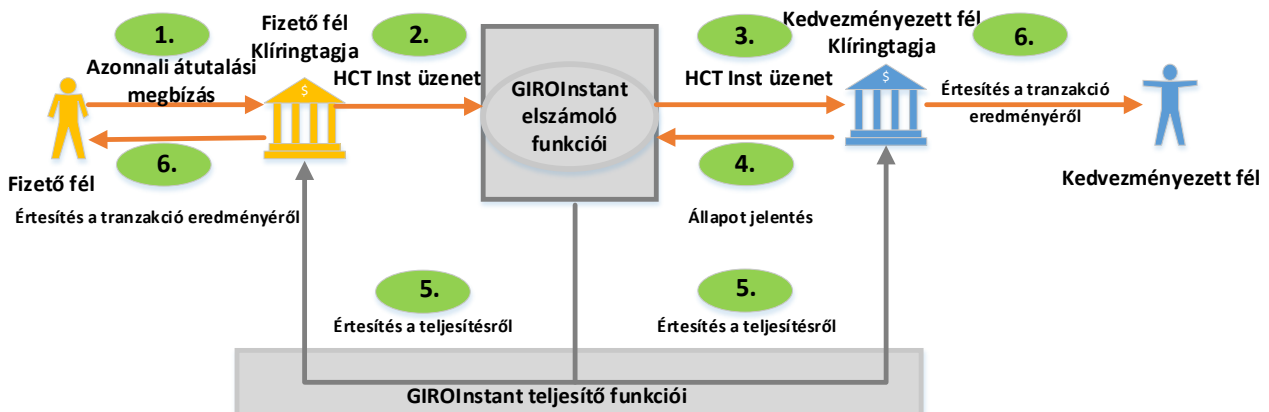 1.
Azonnali átutalási
megbízás
Fizető fél
Klíringtagja
$
2.
HCT Inst üzenet
GIROInstant
elszámoló
funkciói
3.
HCT Inst üzenet
Kedvezményezett fél
Klíringtagja
$
6.
Értesítés a tranzakció
eredményéről
6.
4.
Fizető fél
Kedvezményezett fél
Értesítés a tranzakció eredményéről
Állapot jelentés
5.
5.
Értesítés a teljesítésről
Értesítés a teljesítésről
GIROInstant teljesítő funkciói